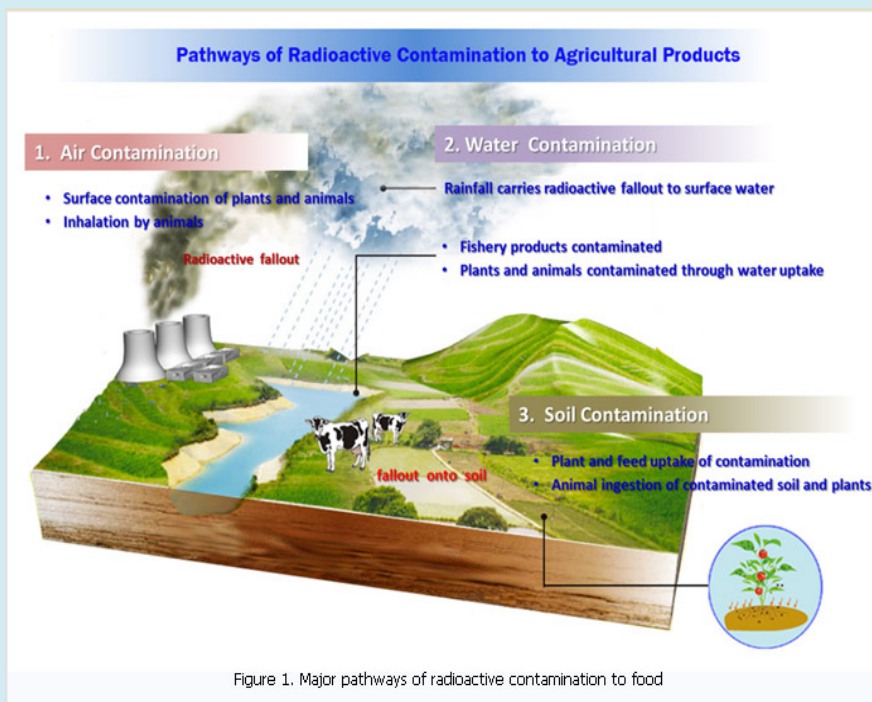 Pathways of Radioactive Contamination to Agricultural Products
1. Air Contamination
• Surface contamination of plants and animals
• Inhalation by animals
Radioactive fallout
2. Water Contamination
Rainfall carries radioactive fallout to surface water
• Fishery products contaminated
• Plants and animals contaminated through water uptake
3. Soil Contamination
• Plant and feed uptake of contamination
• Animal ingestion of contaminated soil and plants
fallout onto soil
Figure 1. Major pathways of radioactive contamination to food